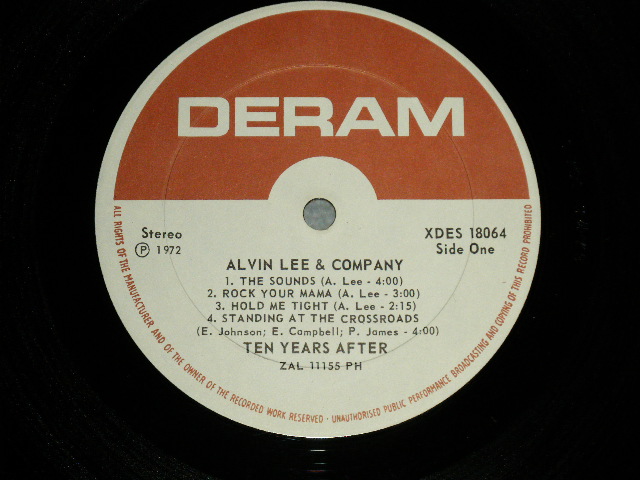 DERAM
Stereo
Ⓟ 1972
XDES 18064
Side One
ALVIN LEE & COMPANY
1. THE SOUNDS (A. Lee - 4:00)
2. ROCK YOUR MAMA (A. Lee - 3:00)
3. HOLD ME TIGHT (A. Lee - 2:15)
4. STANDING AT THE CROSSROADS
(E. Johnson; E. Campbell; P. James - 4:00)
TEN YEARS AFTER
ZAL 11155 PH
ALL RIGHTS OF THE MANUFACTURER AND OF THE OWNER OF THE RECORDED WORK RESERVED · UNAUTHORISED PUBLIC PERFORMANCE BROADCASTING AND COPYING OF THIS RECORD PROHIBITED